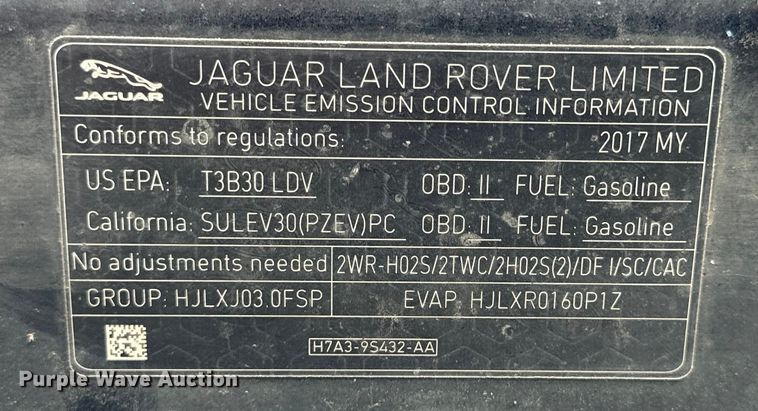 JAGUAR LAND ROVER LIMITED
JAGUAR
VEHICLE EMISSION CONTROL INFORMATION
Conforms to regulations: 2017 MY
US EPA: T3B30 LDV OBD: II FUEL: Gasoline
California: SULEV30(PZEV)PC OBD: II FUEL: Gasoline
No adjustments needed 2WR-HO2S/2TWC/2HO2S(2)/DF I/SC/CAC
GROUP: HJLXJ03.0FSP EVAP: HJLXR0160P1Z
H7A3-9S432-AA
Purple Wave Auction